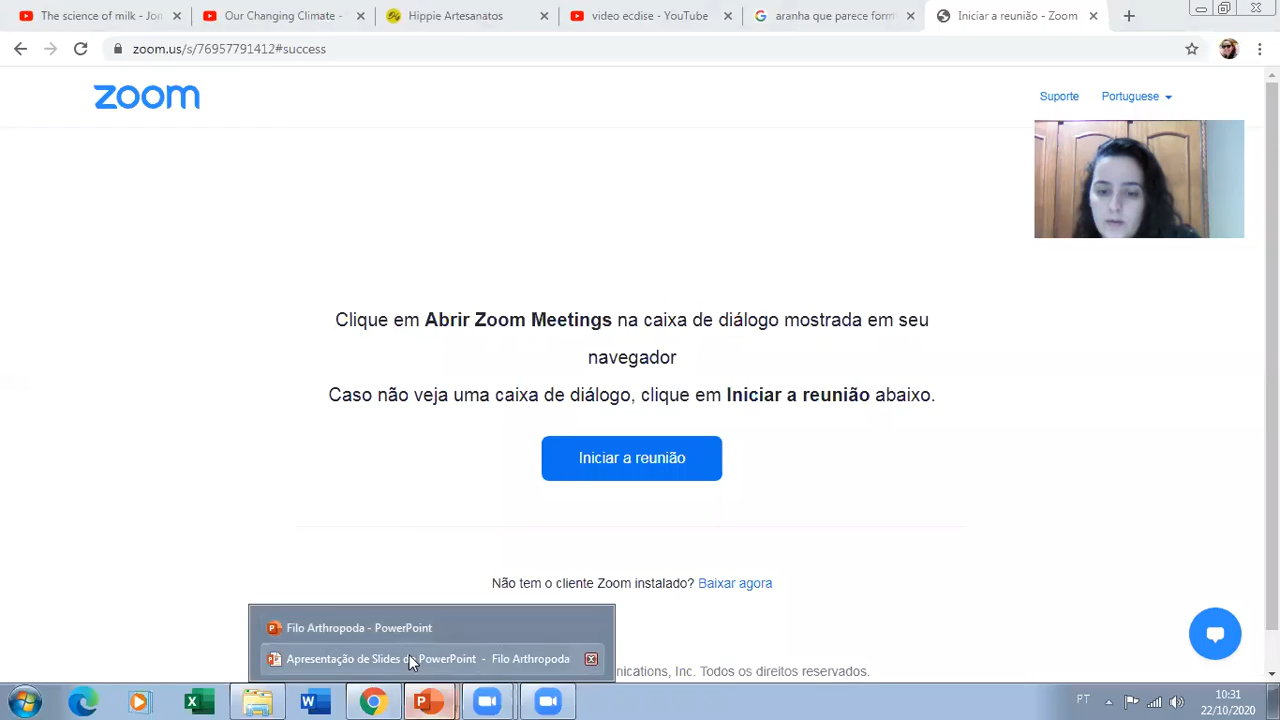 The science of milk - Jon
Our Changing Climate -
Hippie Artesanatos
video ecdise - YouTube
aranha que parece form
Iniciar a reunião - Zoom
zoom.us/s/76957791412#success
zoom
Suporte
Portuguese
Clique em Abrir Zoom Meetings na caixa de diálogo mostrada em seu
navegador
Caso não veja uma caixa de diálogo, clique em Iniciar a reunião abaixo.
Iniciar a reunião
Não tem o cliente Zoom instalado? Baixar agora
Filo Arthropoda - PowerPoint
Apresentação de Slides do PowerPoint - Filo Arthropoda
nications, Inc. Todos os direitos reservados.
PT
10:31
22/10/2020